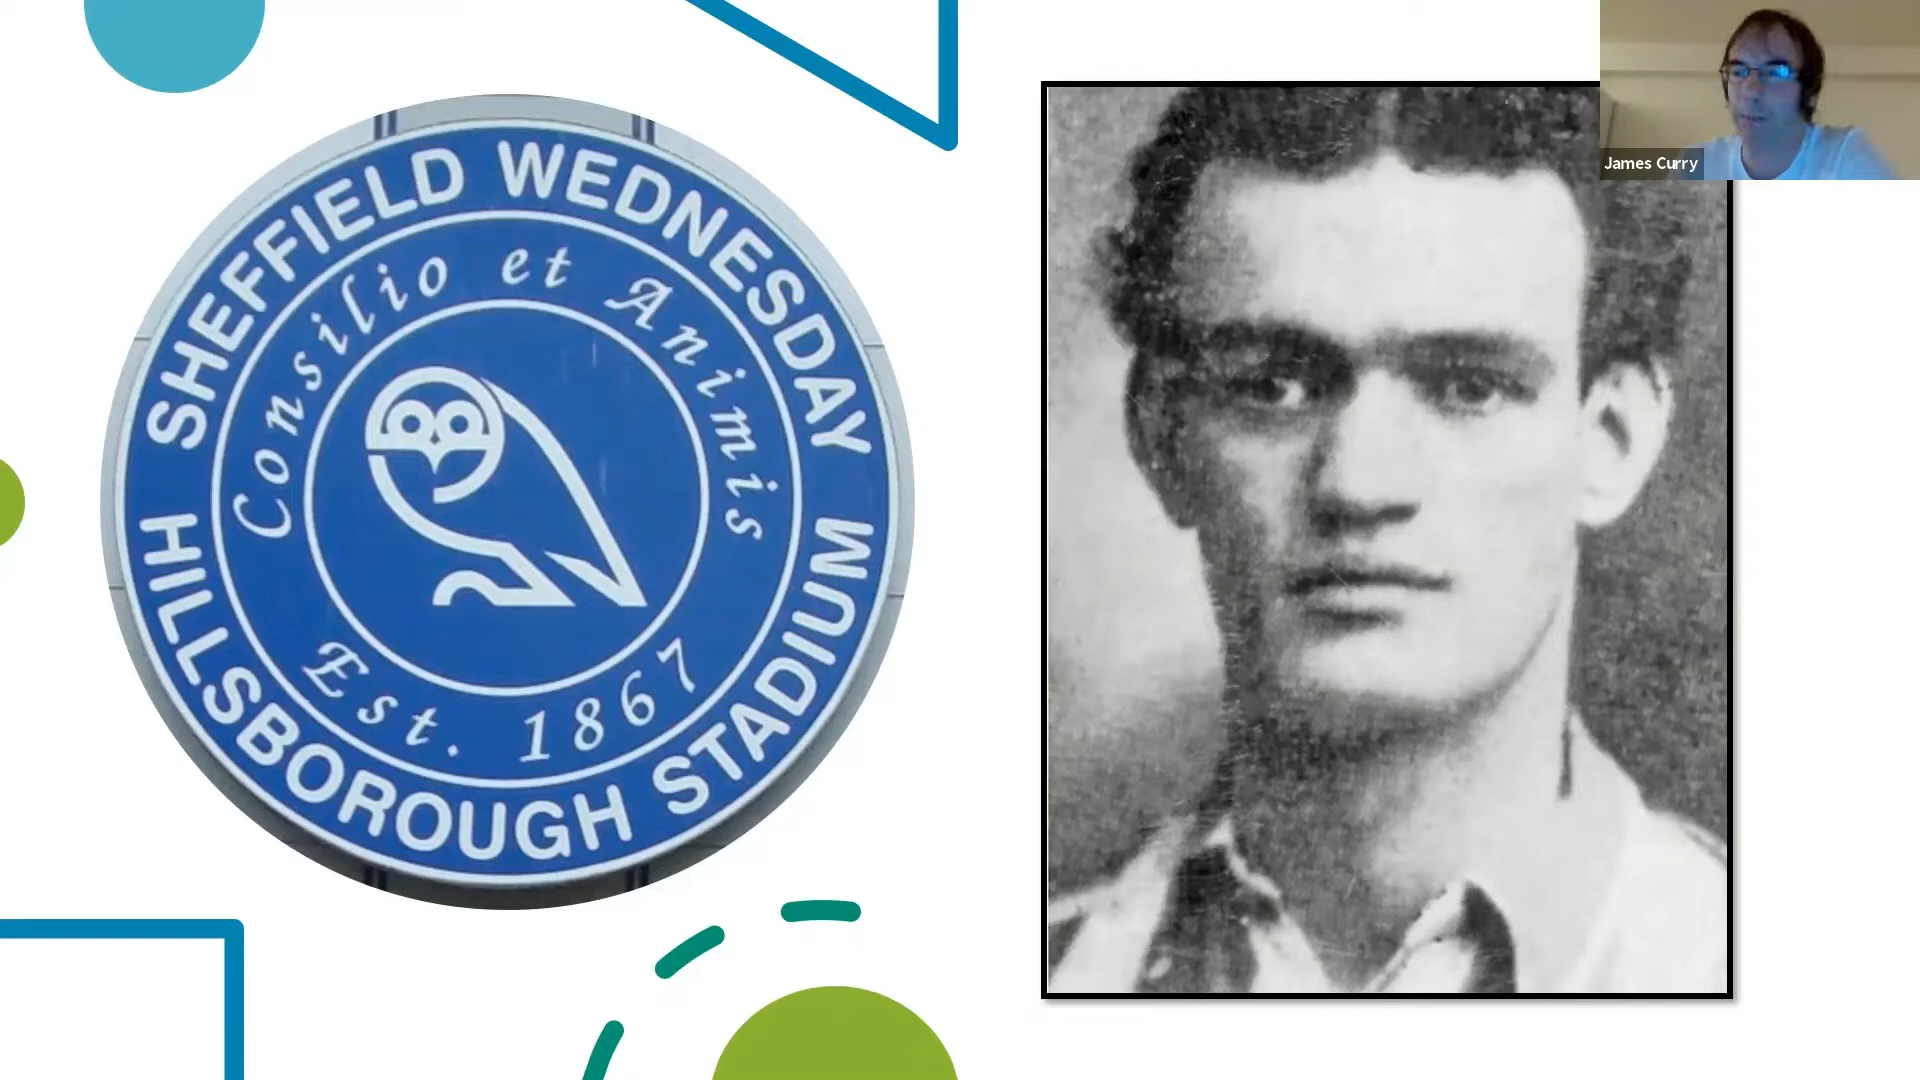 SHEFFIELD WEDNESDAY
Consilio et Animis
Est. 1867
HILLSBOROUGH STADIUM
James Curry